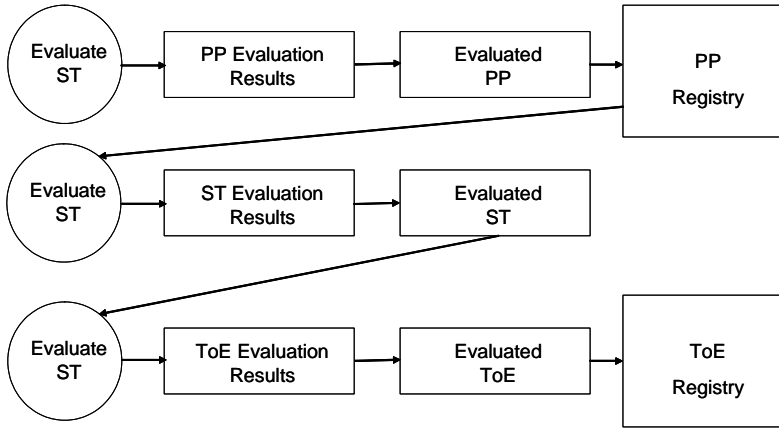 Evaluate
ST
PP Evaluation
Results
Evaluated
PP
PP
Registry
Evaluate
ST
ST Evaluation
Results
Evaluated
ST
Evaluate
ST
ToE Evaluation
Results
Evaluated
ToE
ToE
Registry